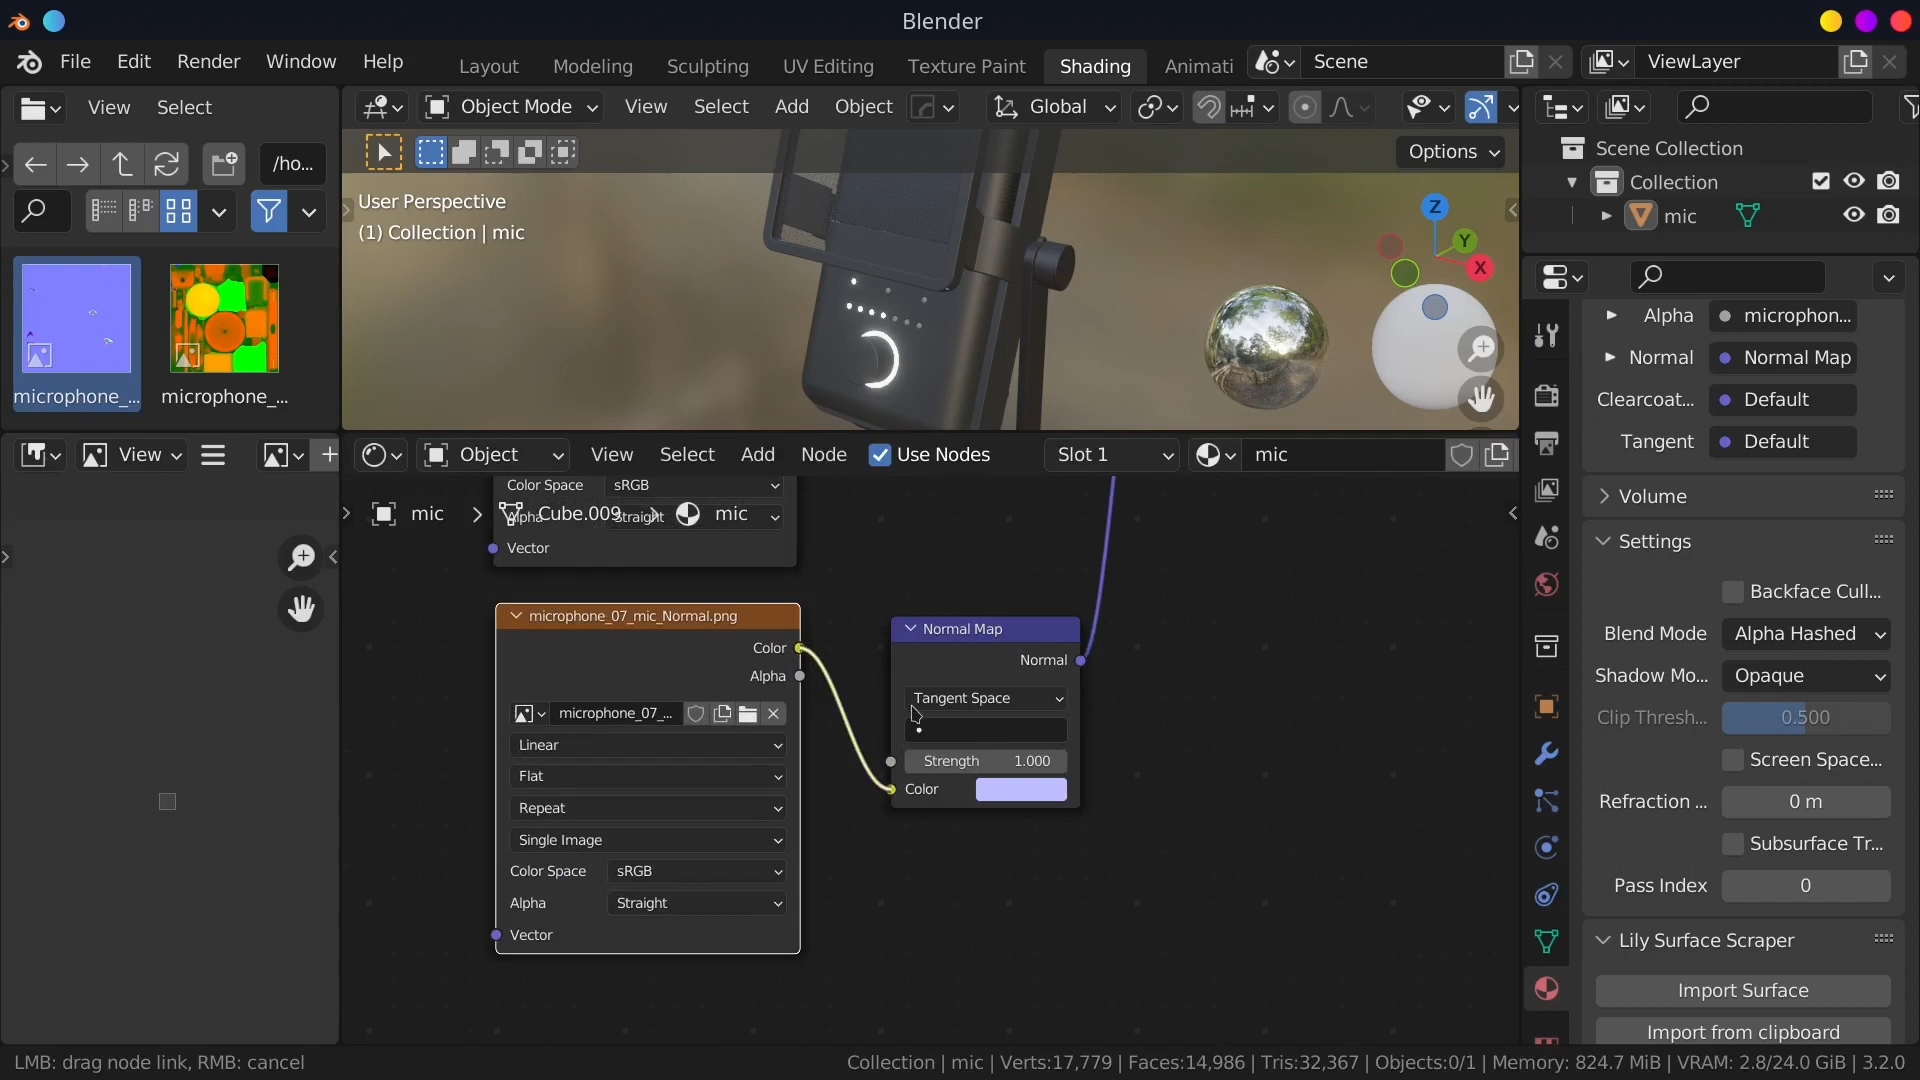 Blender
File Edit Render Window Help
Layout Modeling Sculpting UV Editing Texture Paint Shading Animati
Scene
ViewLayer
View Select
Object Mode View Select Add Object Global
/ho...
Options
User Perspective
(1) Collection | mic
Z
Y
X
microphone_...
microphone_...
Scene Collection
Collection
mic
Alpha microphon...
Normal Normal Map
Clearcoat... Default
Tangent Default
Volume
Settings
Backface Cull...
Blend Mode Alpha Hashed
Shadow Mo... Opaque
Clip Thresh... 0.500
Screen Space...
Refraction ... 0 m
Subsurface Tr...
Pass Index 0
Lily Surface Scraper
Import Surface
Import from clipboard
View
Object View Select Add Node Use Nodes Slot 1 mic
Color Space sRGB
mic Cube.009 mic
Alpha Straight
Vector
microphone_07_mic_Normal.png
Color
Alpha
microphone_07_...
Linear
Flat
Repeat
Single Image
Color Space sRGB
Alpha Straight
Vector
Normal Map
Normal
Tangent Space
Strength 1.000
Color
LMB: drag node link, RMB: cancel
Collection | mic | Verts:17,779 | Faces:14,986 | Tris:32,367 | Objects:0/1 | Memory: 824.7 MiB | VRAM: 2.8/24.0 GiB | 3.2.0